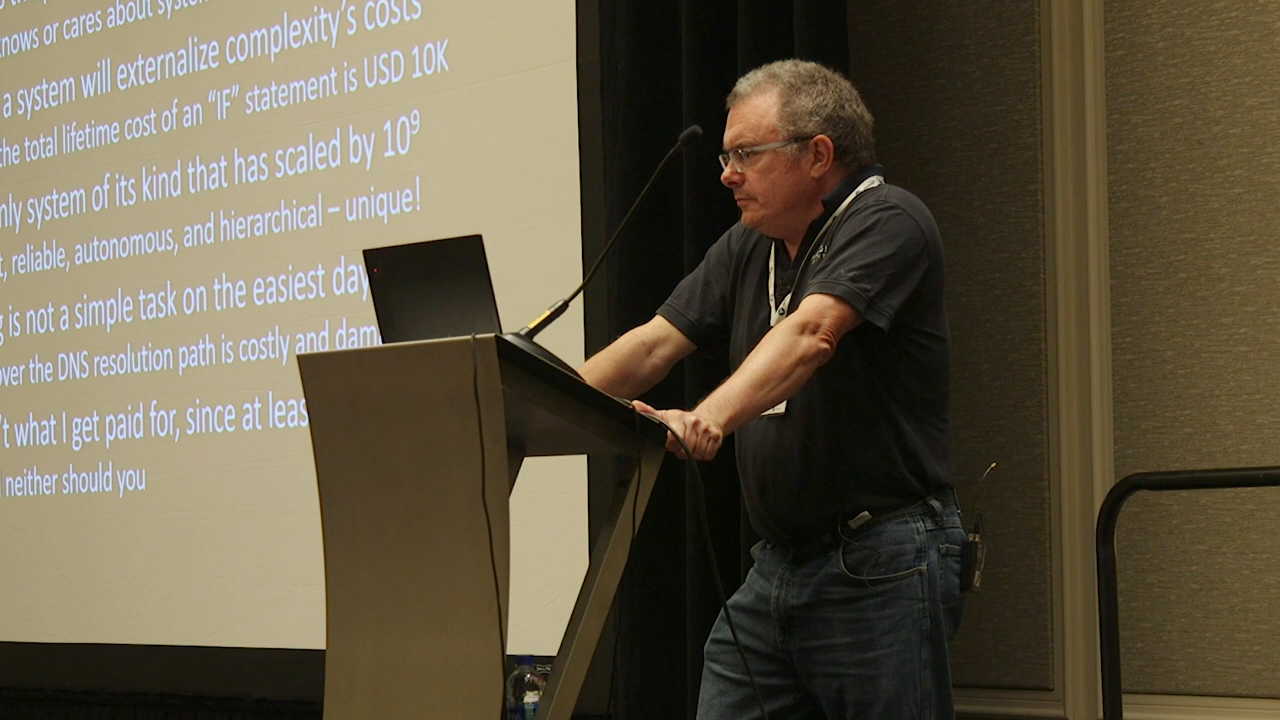 knows or cares about system
a system will externalize complexity's costs
the total lifetime cost of an “IF” statement is USD 10K
only system of its kind that has scaled by 10⁹
, reliable, autonomous, and hierarchical – unique!
g is not a simple task on the easiest day
over the DNS resolution path is costly and dam
't what I get paid for, since at leas
neither should you